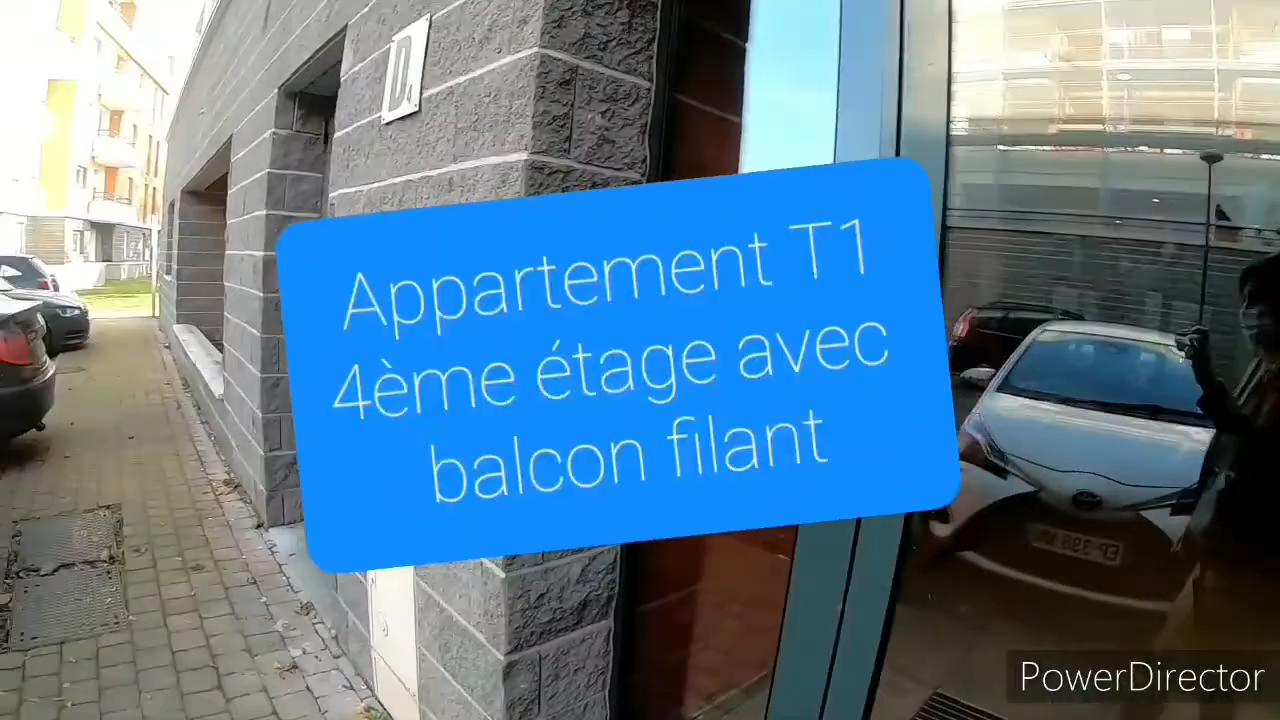 D.
Appartement T1
4ème étage avec
balcon filant
PowerDirector